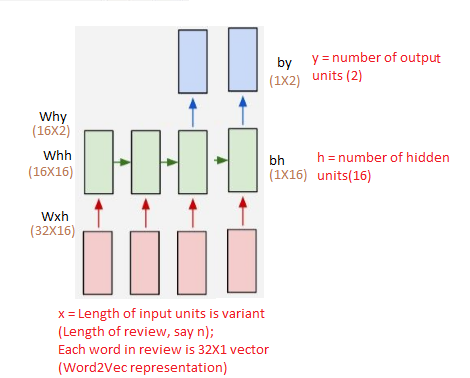 by
(1X2)
y = number of output
units (2)
Why
(16X2)
Whh
(16X16)
bh
(1X16)
h = number of hidden
units(16)
Wxh
(32X16)
x = Length of input units is variant
(Length of review, say n);
Each word in review is 32X1 vector
(Word2Vec representation)